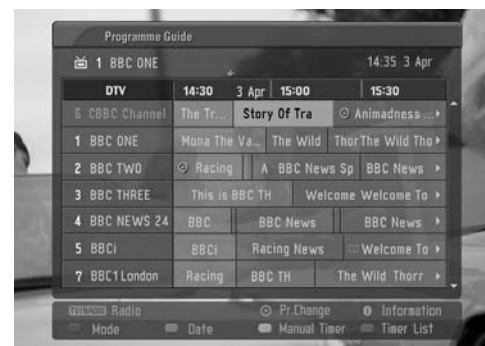 Programme Guide
1 BBC ONE 14:35 3 Apr
DTV 14:30 3 Apr 15:00 15:30
6 CBBC Channel The Tr... Story Of Tra Animadness ...
1 BBC ONE Mona The Va... The Wild Thor The Wild Tho
2 BBC TWO Racing A BBC News Sp BBC News
3 BBC THREE This is BBC TH Welcome Welcome To
4 BBC NEWS 24 BBC BBC News BBC News
5 BBCi BBCi Racing News Welcome To
7 BBC1 London Racing BBC TH The Wild Thorr
TV/RADIO Radio Pr.Change Information
Mode Date Manual Timer Timer List